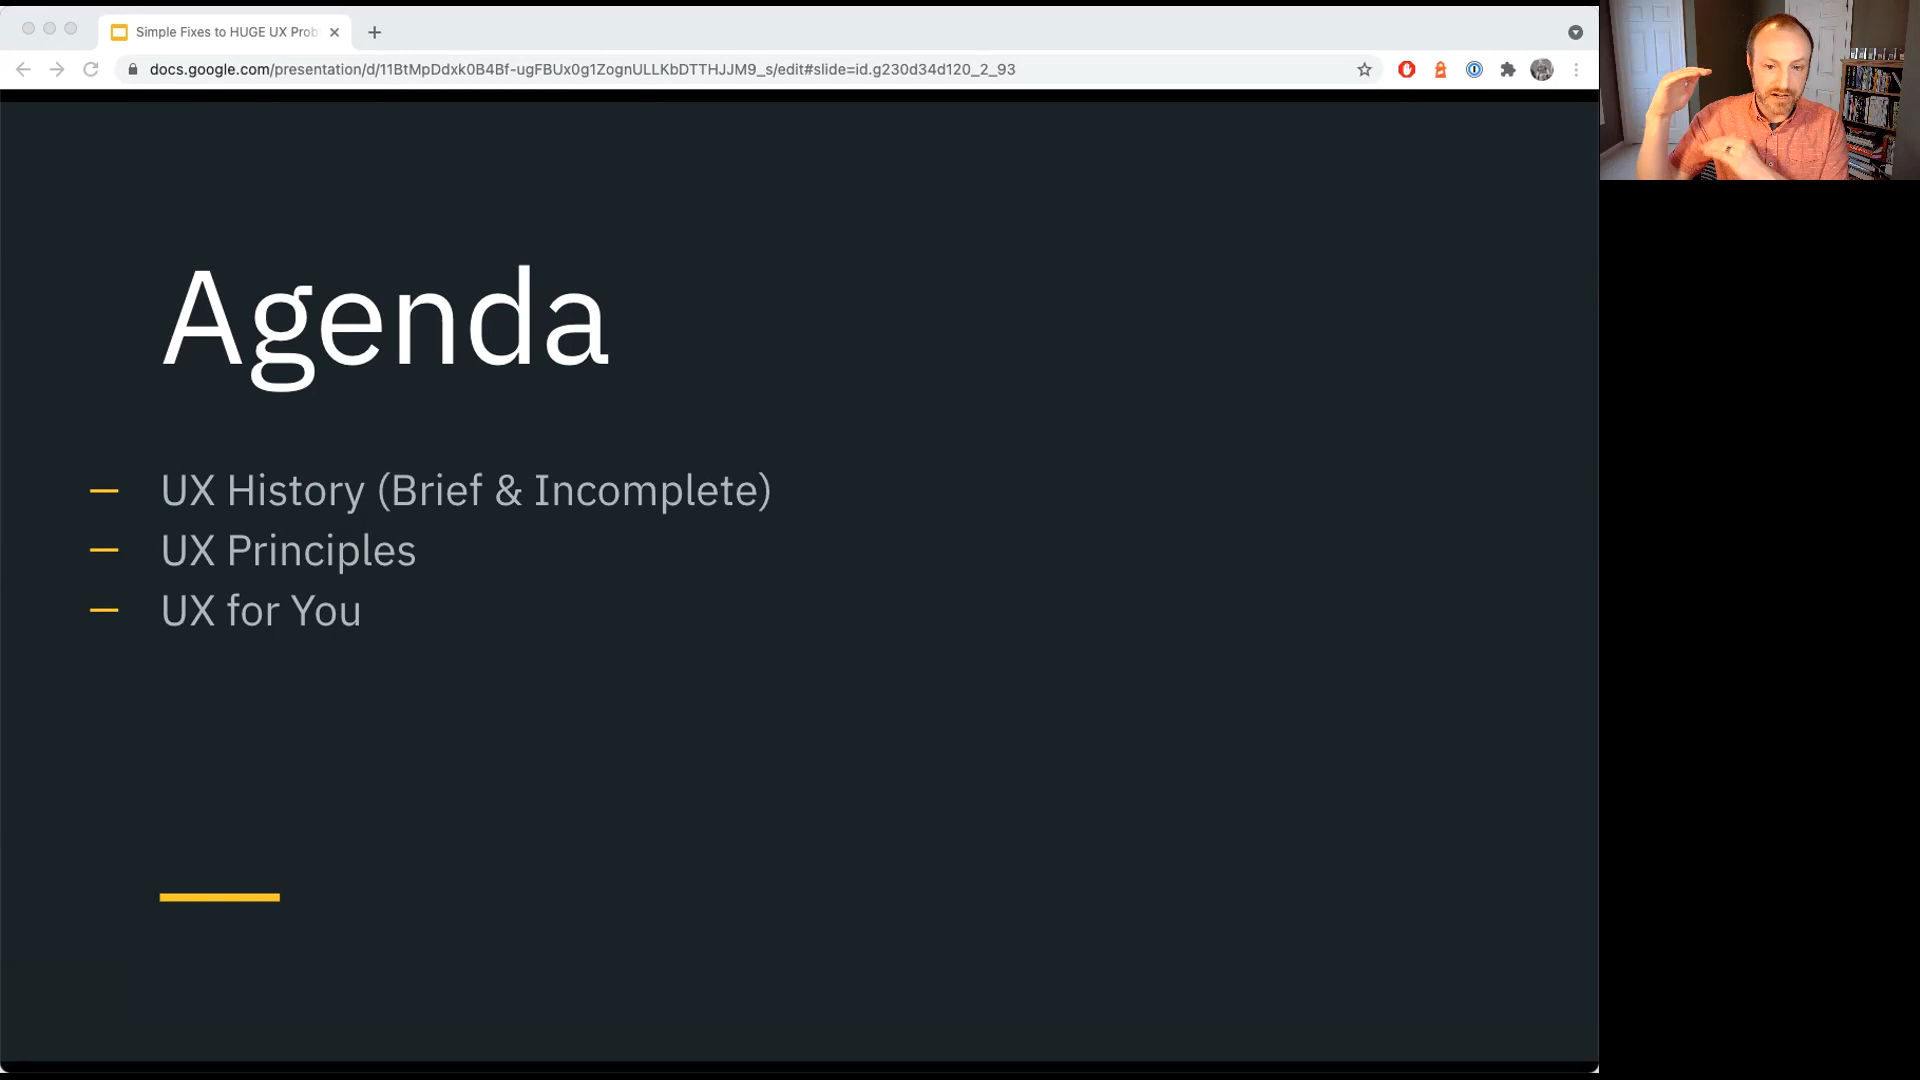 Simple Fixes to HUGE UX Prob
docs.google.com/presentation/d/11BtMpDdxk0B4Bf-ugFBUx0g1ZognULLKbDTTHJJM9_s/edit#slide=id.g230d34d120_2_93
Agenda
UX History (Brief & Incomplete)
UX Principles
UX for You